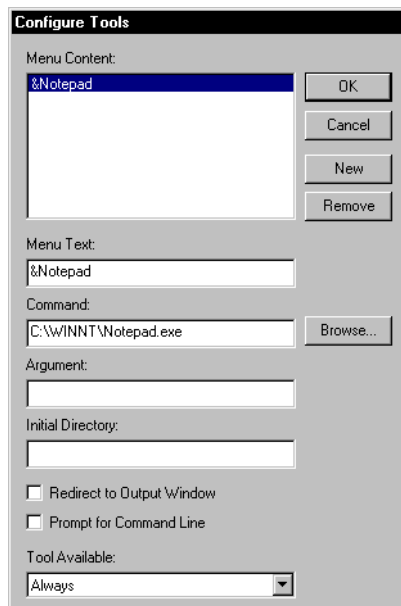 Configure Tools
Menu Content:
&Notepad
OK
Cancel
New
Remove
Menu Text:
&Notepad
Command:
C:\WINNT\Notepad.exe
Browse...
Argument:
Initial Directory:
Redirect to Output Window
Prompt for Command Line
Tool Available:
Always